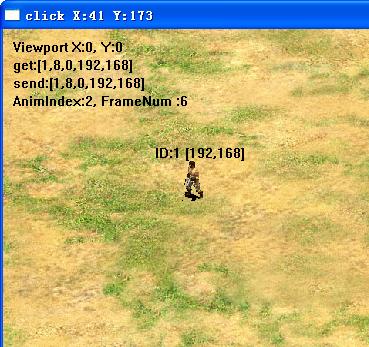 click X:41 Y:173
Viewport X:0, Y:0
get:[1,8,0,192,168]
send:[1,8,0,192,168]
AnimIndex:2, FrameNum :6
ID:1 [192,168]